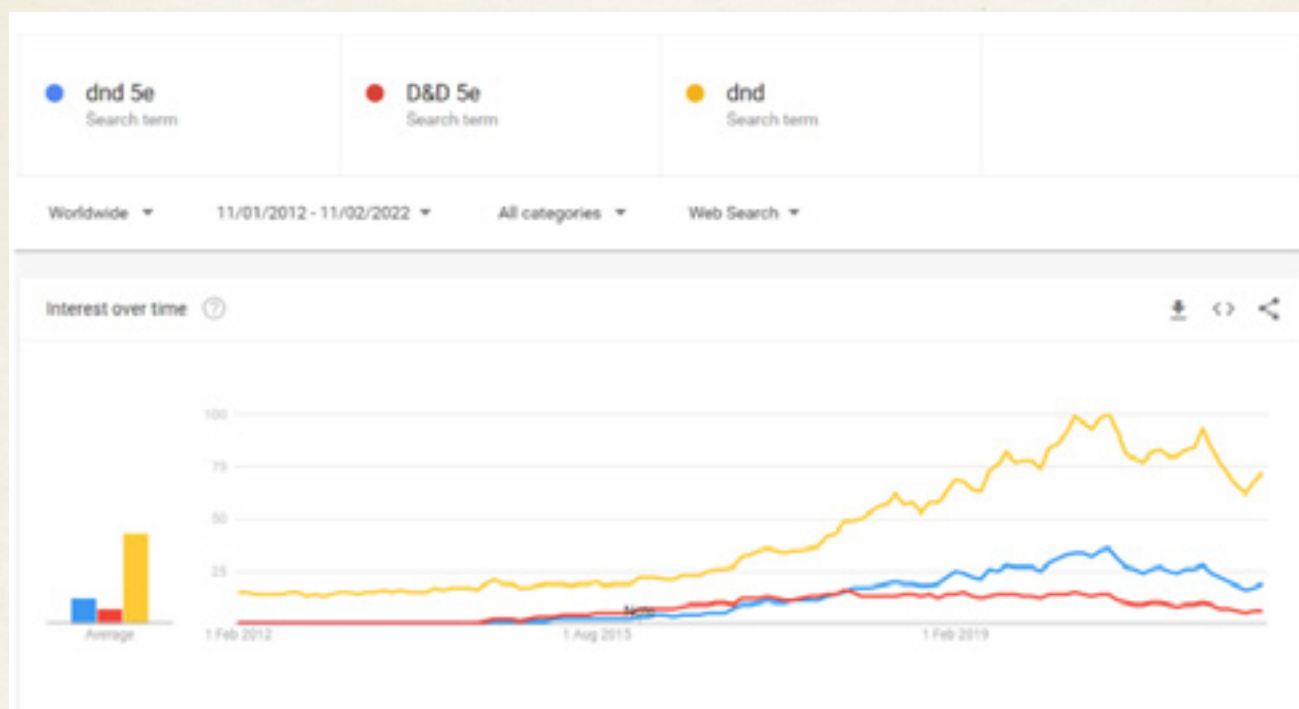 dnd 5e
Search term
D&D 5e
Search term
dnd
Search term
Worldwide 11/01/2012 - 11/02/2022 All categories Web Search
Interest over time ?
100
75
50
25
Note
Average
1 Feb 2012 1 Aug 2015 1 Feb 2019